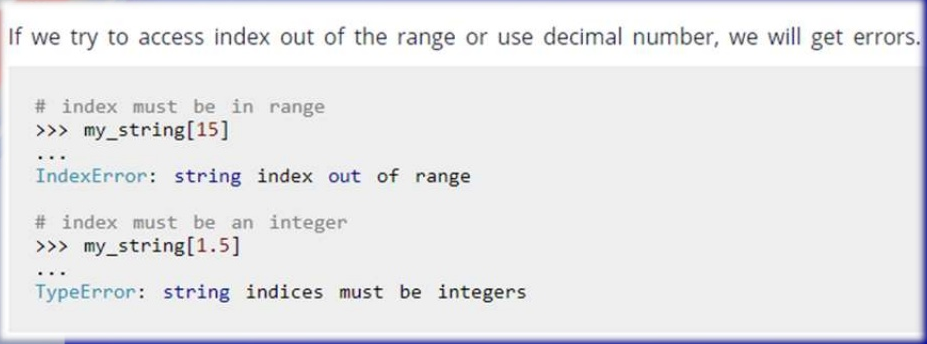 If we try to access index out of the range or use decimal number, we will get errors.
# index must be in range
>>> my_string[15]
...
IndexError: string index out of range
# index must be an integer
>>> my_string[1.5]
...
TypeError: string indices must be integers